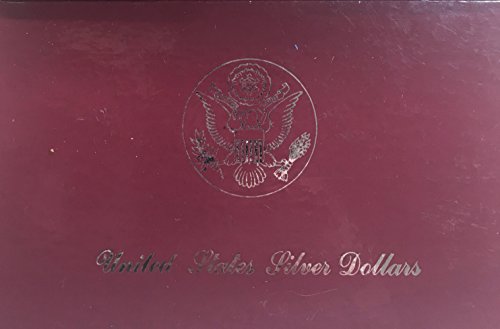 United States Silver Dollars